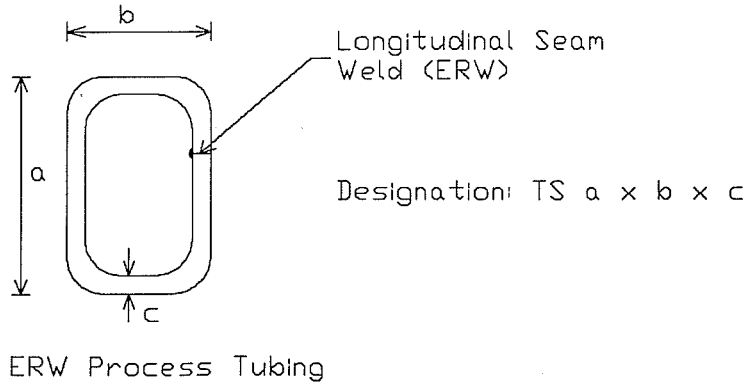 b
Longitudinal Seam
Weld (ERW)
a
Designation: TS a x b x c
c
ERW Process Tubing